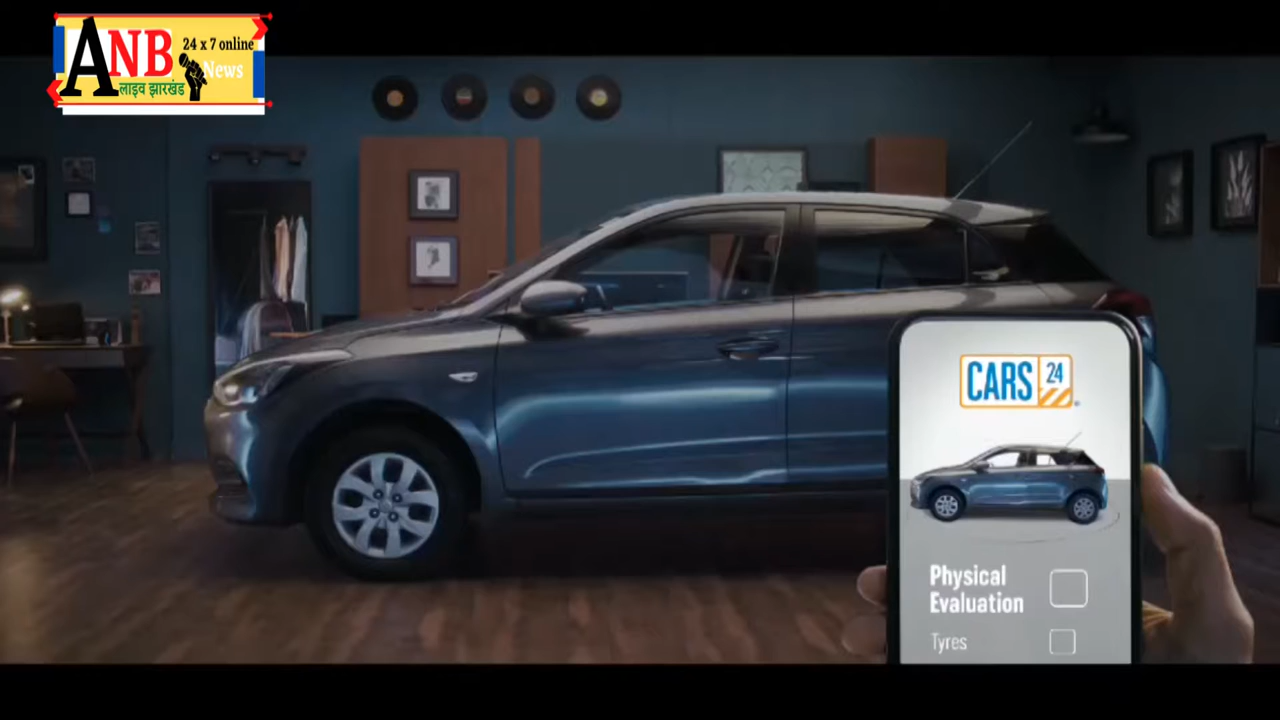 ANB
24 x 7 online
News
लाइव झारखंड
CARS
24
Physical
Evaluation
Tyres